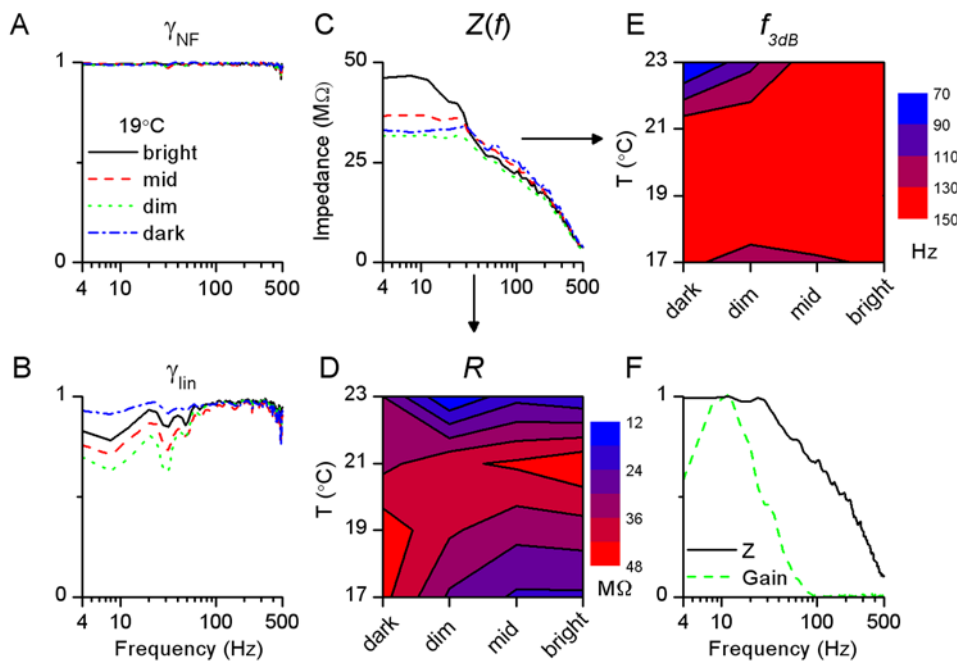 A
γNF
1
19°C
bright
mid
dim
dark
0
4
10
100
500
C
Z(f)
Impedance (MΩ)
50
25
0
4
10
100
500
E
f3dB
T (°C)
23
21
19
17
dark
dim
mid
bright
70
90
110
130
150
Hz
B
γlin
1
0
4
10
100
500
Frequency (Hz)
D
R
T (°C)
23
21
19
17
dark
dim
mid
bright
12
24
36
48
MΩ
F
1
0
Z
Gain
4
10
100
500
Frequency (Hz)